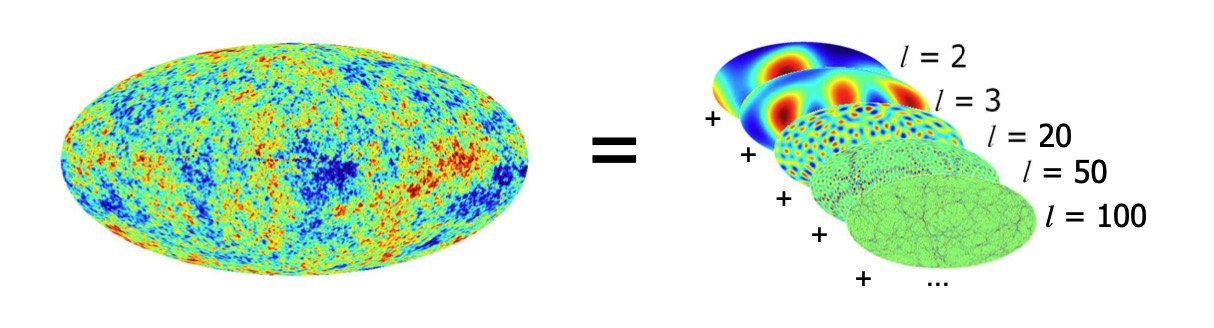 =
l = 2
+
l = 3
+
l = 20
+
l = 50
+
l = 100
+ ...